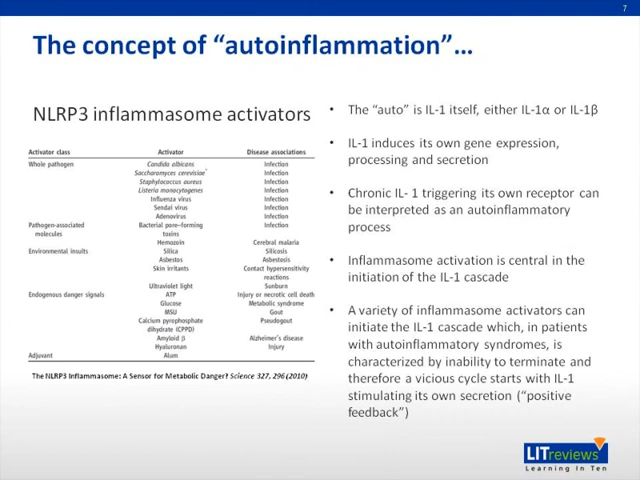 7
The concept of “autoinflammation”…
NLRP3 inflammasome activators
Activator class Activator Disease associations
Whole pathogen Candida albicans Infection
Saccharomyces cerevisiae* Infection
Staphylococcus aureus Infection
Listeria monocytogenes Infection
Influenza virus Infection
Sendai virus Infection
Adenovirus Infection
Pathogen-associated Bacterial pore-forming Infection
molecules toxins
Hemozoin Cerebral malaria
Environmental insults Silica Silicosis
Asbestos Asbestosis
Skin irritants Contact hypersensitivity
reactions
Ultraviolet light Sunburn
Endogenous danger signals ATP Injury or necrotic cell death
Glucose Metabolic syndrome
MSU Gout
Calcium pyrophosphate Pseudogout
dihydrate (CPPD)
Amyloid β Alzheimer's disease
Hyaluronan Injury
Adjuvant Alum
The NLRP3 Inflammasome: A Sensor for Metabolic Danger? Science 327, 296 (2010)
• The “auto” is IL-1 itself, either IL-1α or IL-1β
• IL-1 induces its own gene expression,
processing and secretion
• Chronic IL- 1 triggering its own receptor can
be interpreted as an autoinflammatory
process
• Inflammasome activation is central in the
initiation of the IL-1 cascade
• A variety of inflammasome activators can
initiate the IL-1 cascade which, in patients
with autoinflammatory syndromes, is
characterized by inability to terminate and
therefore a vicious cycle starts with IL-1
stimulating its own secretion (“positive
feedback”)
LITreviews
Learning In Ten